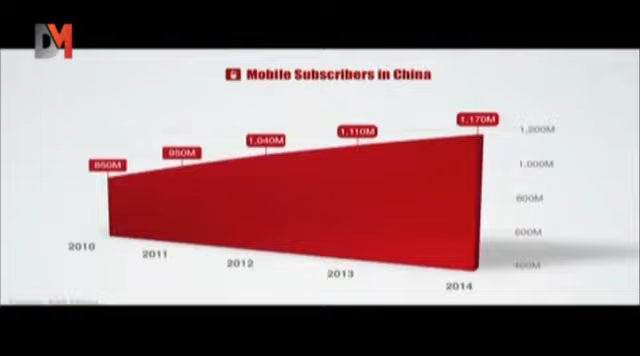 DM
Mobile Subscribers in China
850M
950M
1,040M
1,110M
1,170M
1,200M
1,000M
800M
600M
400M
2010
2011
2012
2013
2014